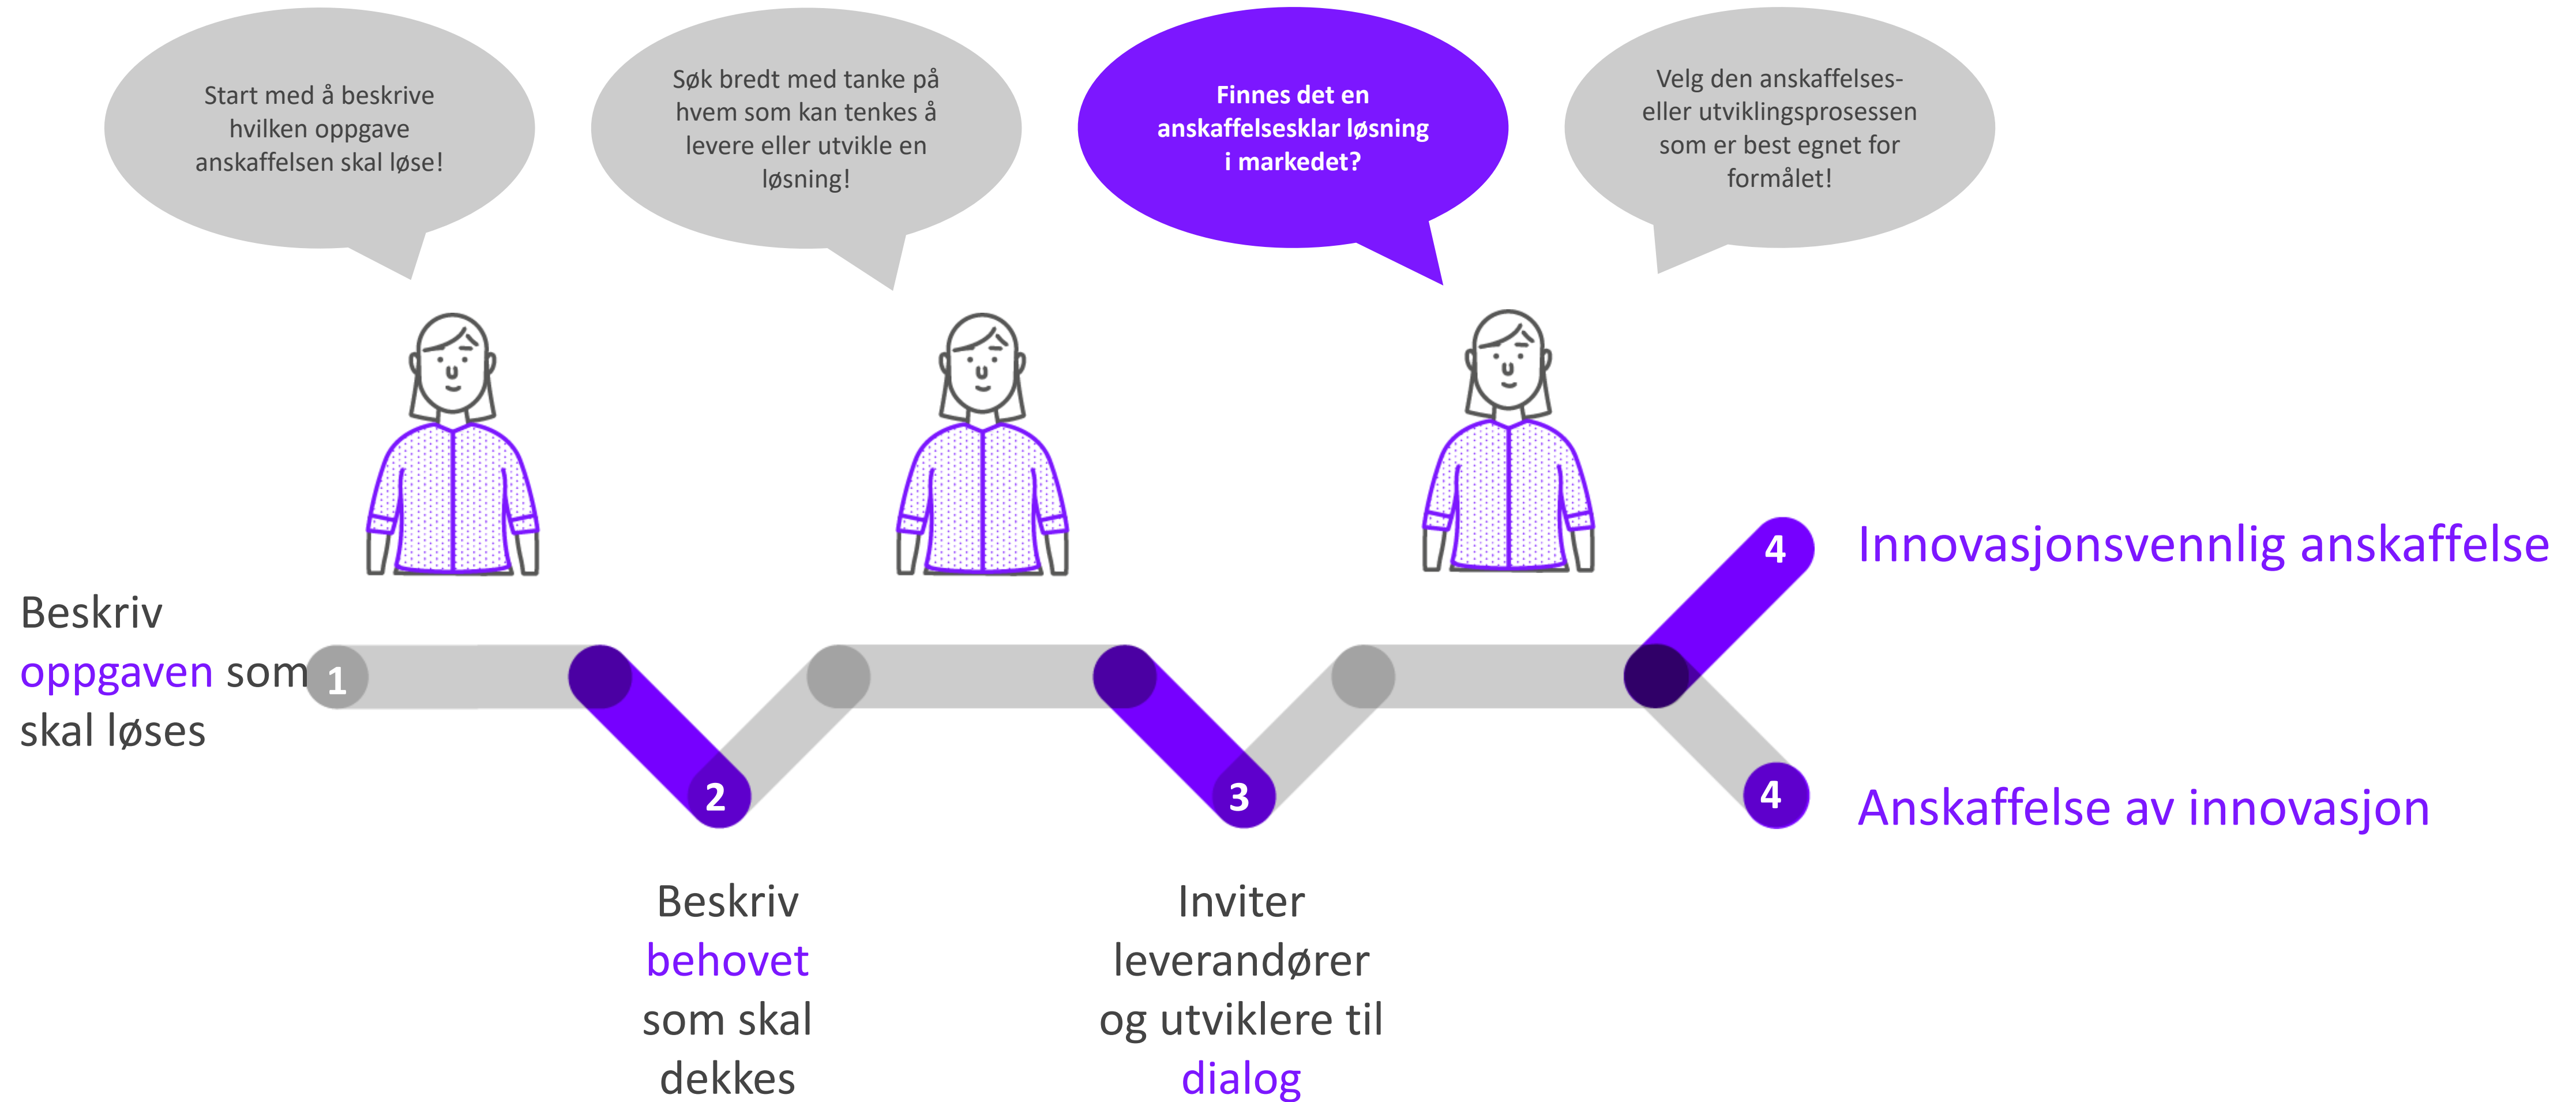 Start med å beskrive
hvilken oppgave
anskaffelsen skal løse!
Søk bredt med tanke på
hvem som kan tenkes å
levere eller utvikle en
løsning!
Finnes det en
anskaffelsesklar løsning
i markedet?
Velg den anskaffelses-
eller utviklingsprosessen
som er best egnet for
formålet!
Beskriv
oppgaven som
skal løses
1
2
3
4
Innovasjonsvennlig anskaffelse
4
Anskaffelse av innovasjon
Beskriv
behovet
som skal
dekkes
Inviter
leverandører
og utviklere til
dialog